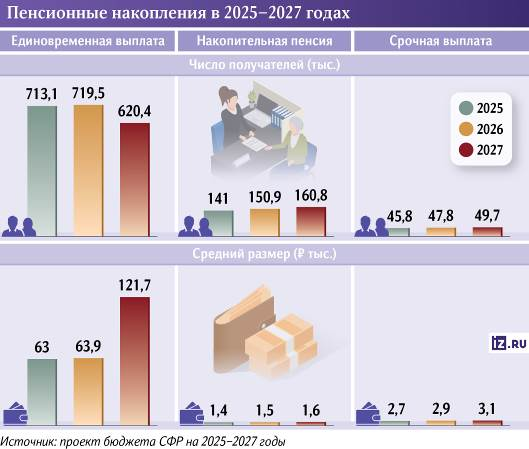 Пенсионные накопления в 2025–2027 годах
Единовременная выплата
Накопительная пенсия
Срочная выплата
Число получателей (тыс.)
713,1
719,5
620,4
141
150,9
160,8
45,8
47,8
49,7
2025
2026
2027
Средний размер (₽ тыс.)
63
63,9
121,7
1,4
1,5
1,6
2,7
2,9
3,1
IZ.RU
Источник: проект бюджета СФР на 2025–2027 годы